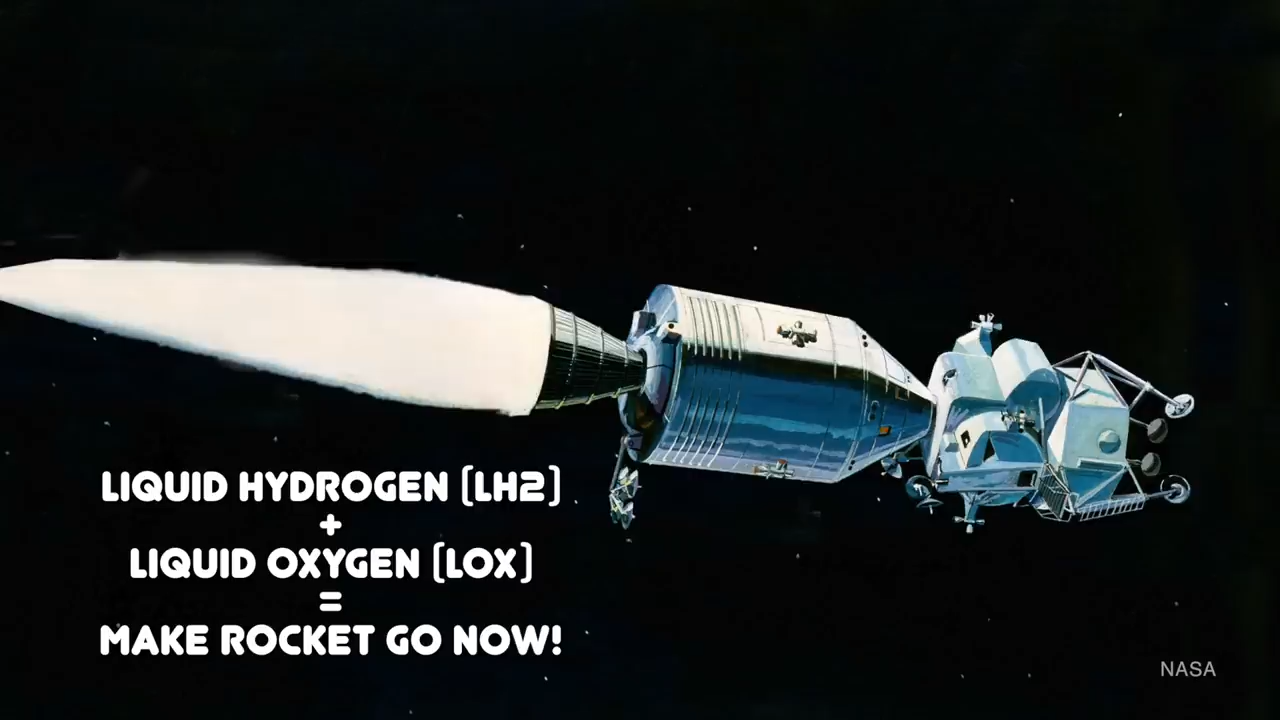 LIQUID HYDROGEN (LH2)
+
LIQUID OXYGEN (LOX)
=
MAKE ROCKET GO NOW!
NASA